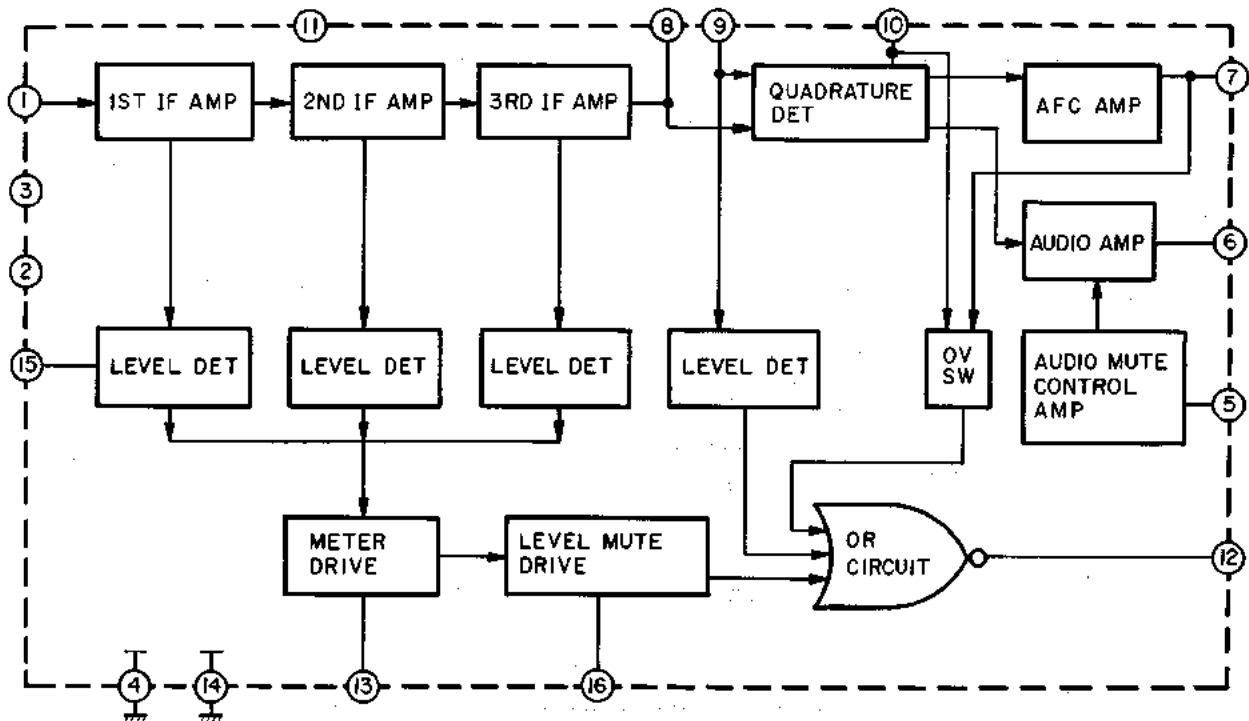 11
8
9
10
1
1ST IF AMP
2ND IF AMP
3RD IF AMP
QUADRATURE
DET
AFC AMP
7
3
2
AUDIO AMP
6
15
LEVEL DET
LEVEL DET
LEVEL DET
LEVEL DET
OV
SW
AUDIO MUTE
CONTROL
AMP
5
METER
DRIVE
LEVEL MUTE
DRIVE
OR
CIRCUIT
12
4
14
13
16